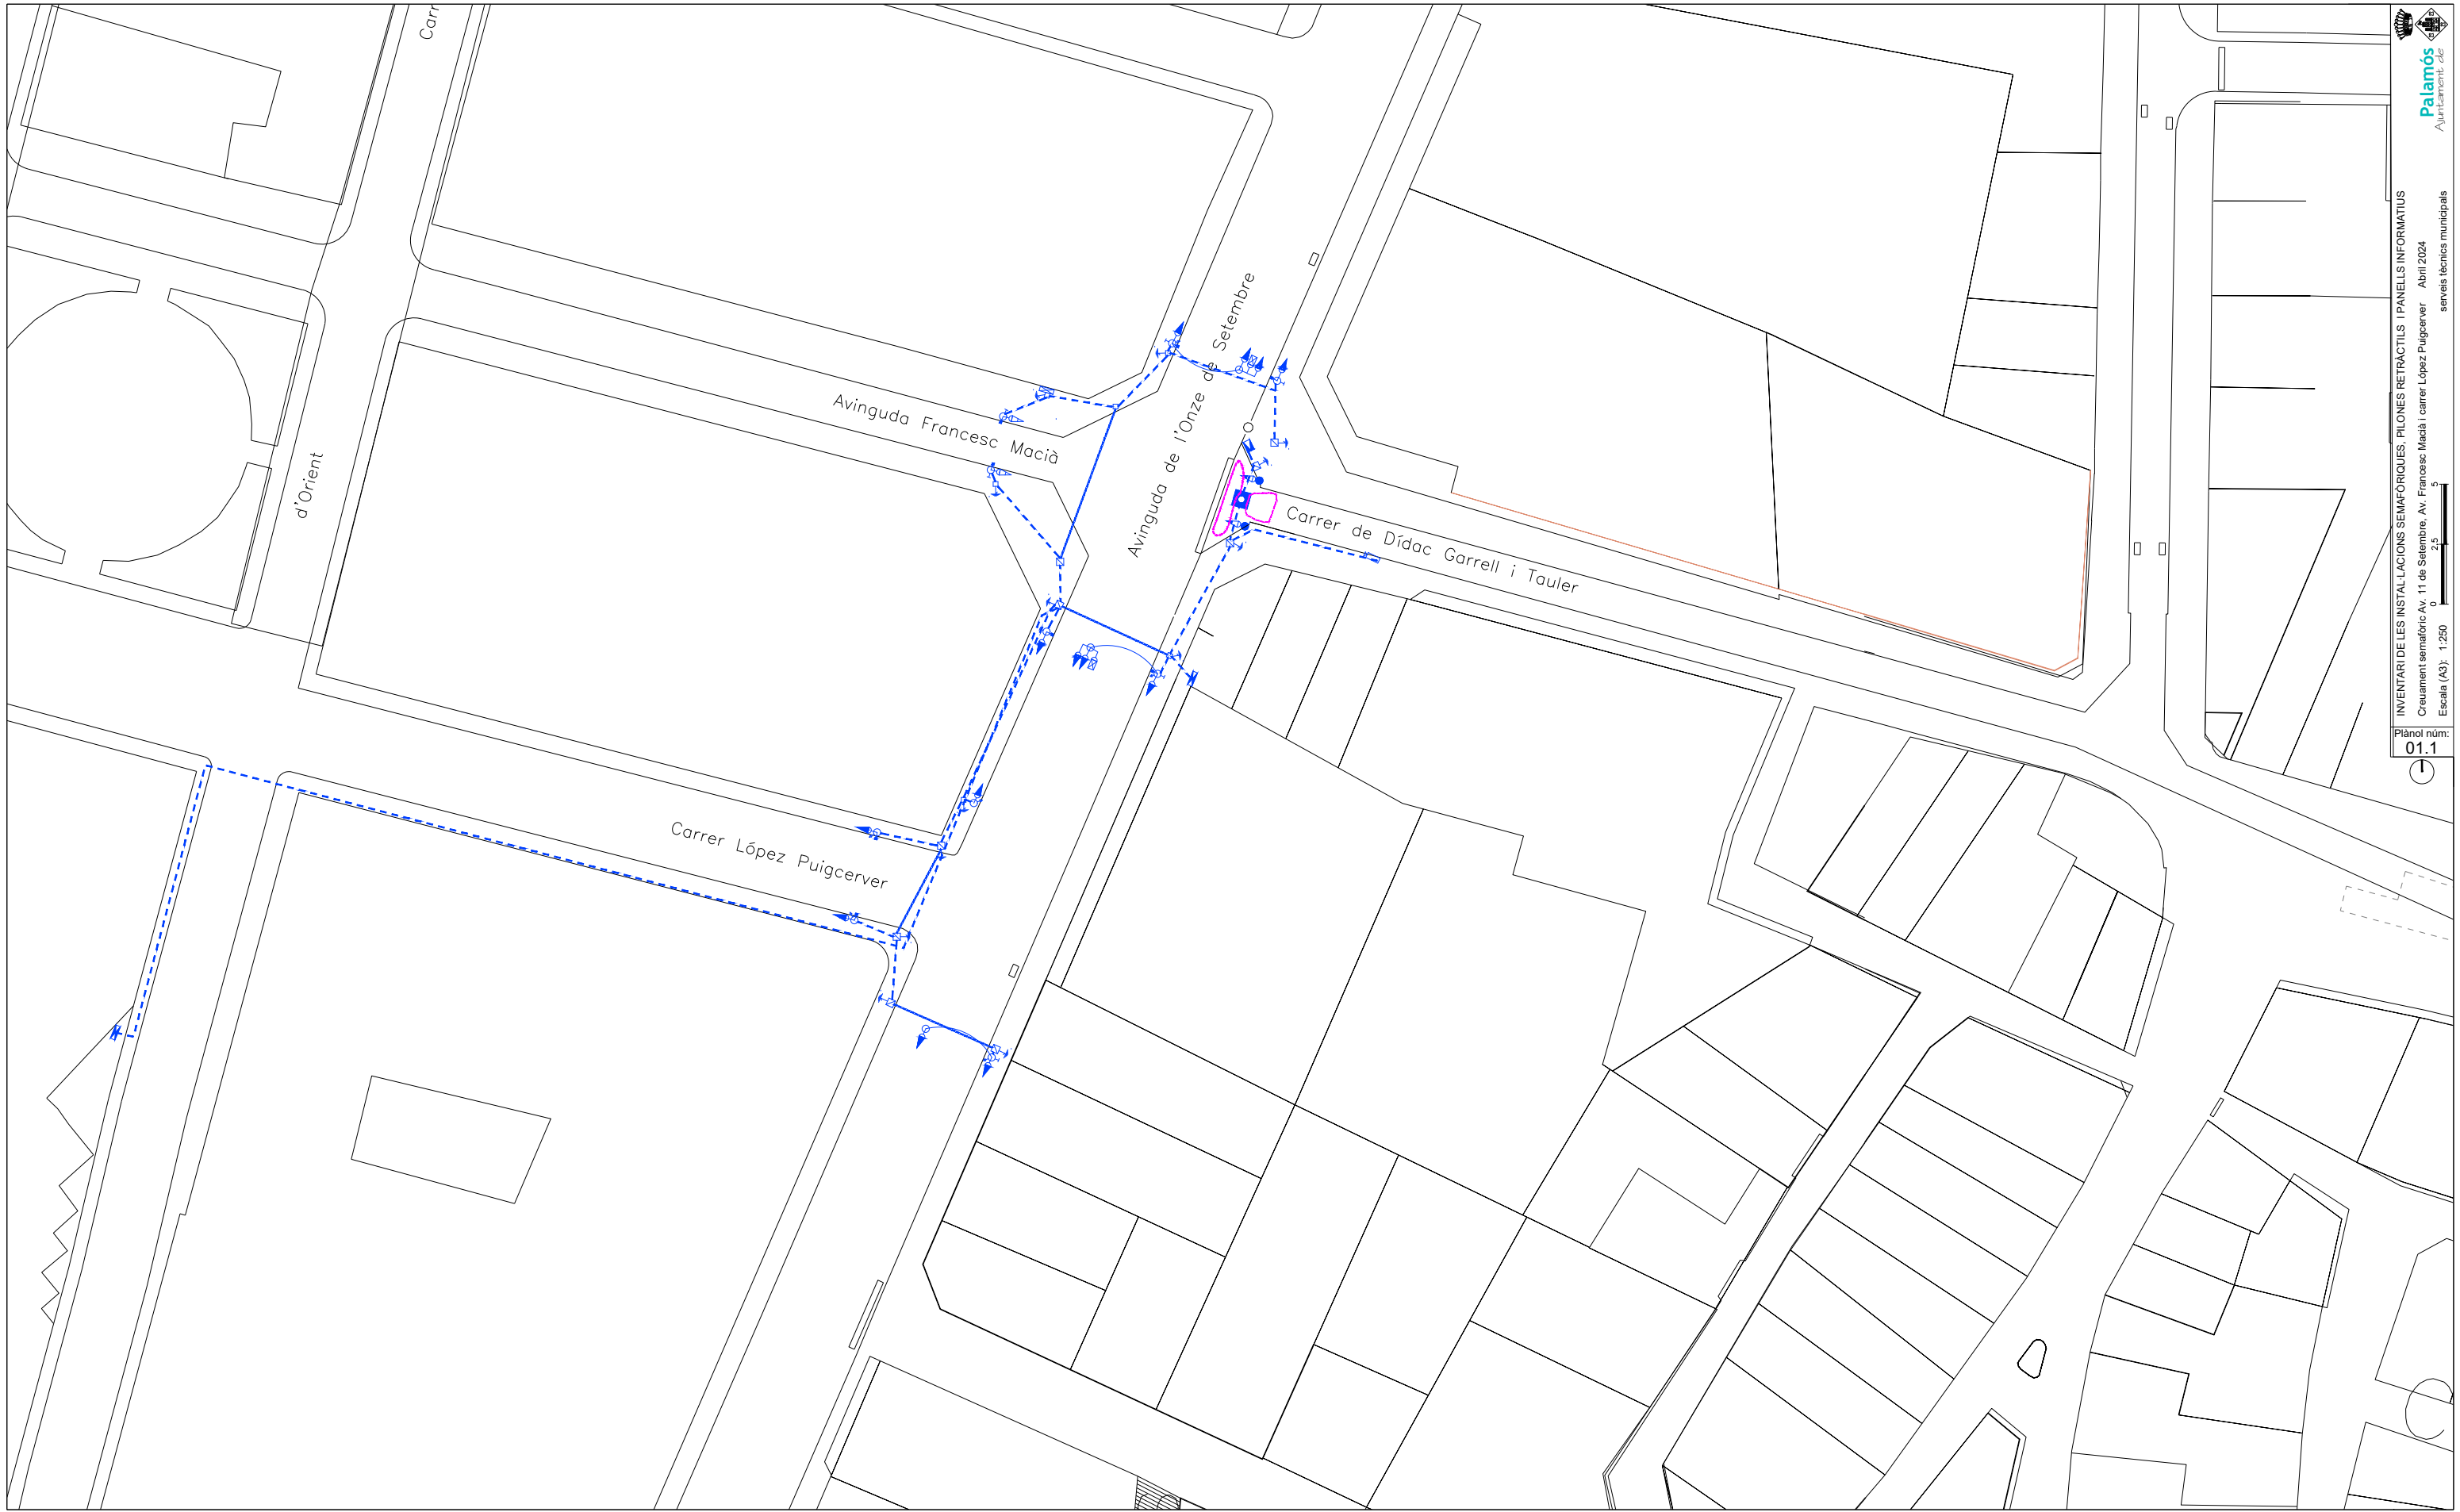 Carr
d'Orient
Avinguda Francesc Macià
Avinguda de l'Onze de Setembre
Carrer de Dídac Garrell i Tauler
Carrer López Puigcerver
Palamós
Ajuntament de
INVENTARI DE LES INSTAL·LACIONS SEMAFÒRIQUES, PILONES RETRÀCTILS I PANELLS INFORMATIUS
Creuament semafòric Av. 11 de Setembre, Av. Francesc Macià i carrer López Puigcerver Abril 2024
Escala (A3): 1:250 0 2,5 5 serveis tècnics municipals
Plànol núm:
01.1